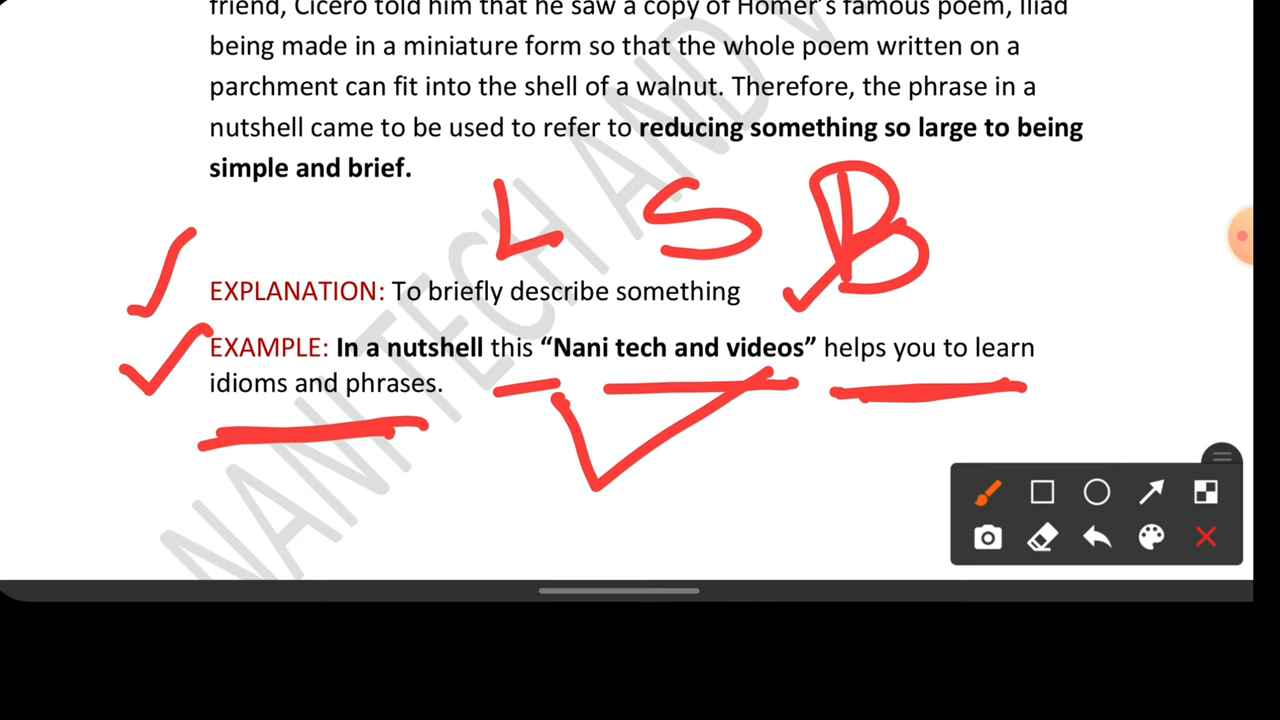 friend, Cicero told him that he saw a copy of Homer's famous poem, Iliad
being made in a miniature form so that the whole poem written on a
parchment can fit into the shell of a walnut. Therefore, the phrase in a
nutshell came to be used to refer to reducing something so large to being
simple and brief.
L S B
EXPLANATION: To briefly describe something
EXAMPLE: In a nutshell this “Nani tech and videos” helps you to learn
idioms and phrases.
NANI TECH AND V